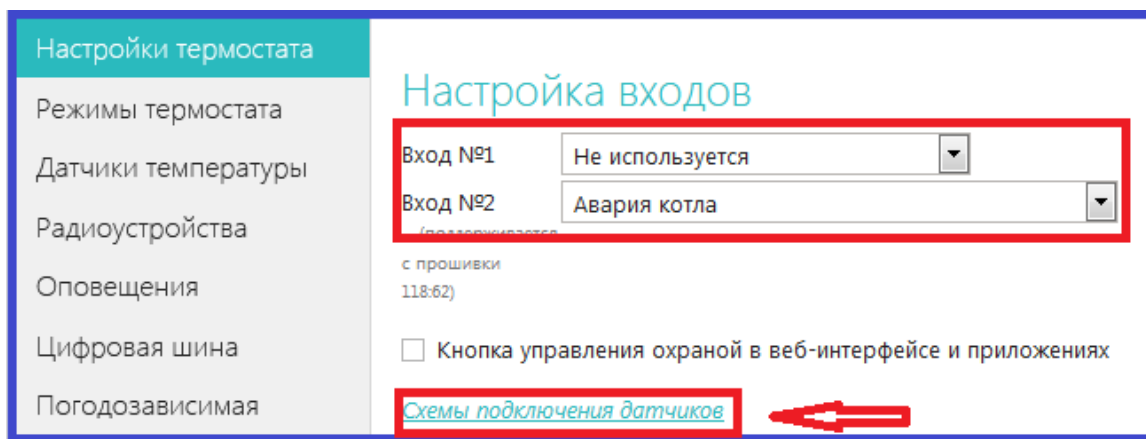 Настройки термостата
Режимы термостата
Датчики температуры
Радиоустройства
Оповещения
Цифровая шина
Погодозависимая
Настройка входов
Вход №1 Не используется
Вход №2 Авария котла
(поддерживается
с прошивки
118:62)
Кнопка управления охраной в веб-интерфейсе и приложениях
Схемы подключения датчиков